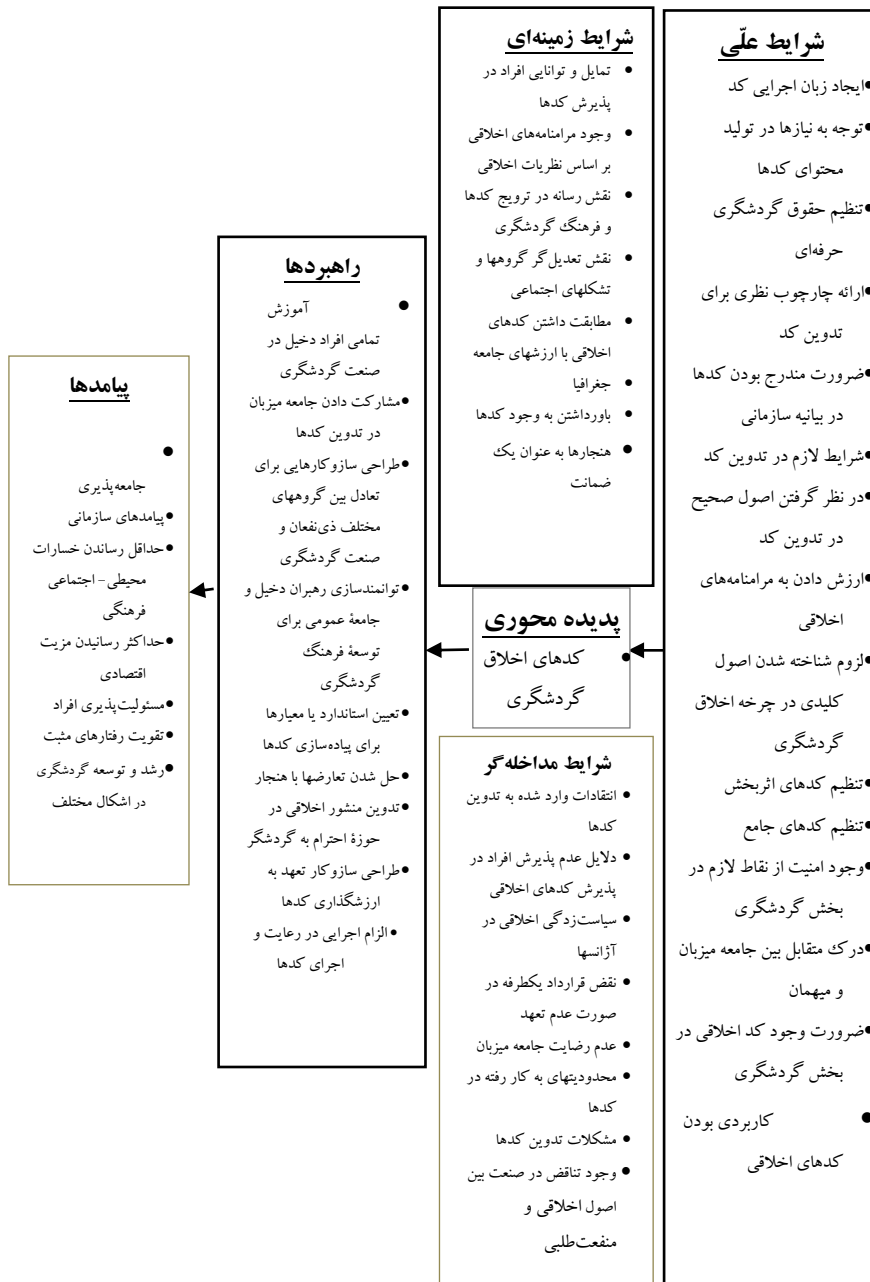 شرایط علّی
•ایجاد زبان اجرایی کد
•توجه به نیازها در تولید
محتوای کدها
•تنظیم حقوق گردشگری
حرفه‌ای
•ارائه چارچوب نظری برای
تدوین کد
•ضرورت مندرج بودن کدها
در بیانیه سازمانی
•شرایط لازم در تدوین کد
•در نظر گرفتن اصول صحیح
در تدوین کد
•ارزش دادن به مرامنامه‌های
اخلاقی
•لزوم شناخته شدن اصول
کلیدی در چرخه اخلاق
گردشگری
•تنظیم کدهای اثربخش
•تنظیم کدهای جامع
•وجود امنیت از نقاط لازم در
بخش گردشگری
•درک متقابل بین جامعه میزبان
و میهمان
•ضرورت وجود کد اخلاقی در
بخش گردشگری
• کاربردی بودن
کدهای اخلاقی
شرایط زمینه‌ای
• تمایل و توانایی افراد در
پذیرش کدها
• وجود مرامنامه‌های اخلاقی
بر اساس نظریات اخلاقی
• نقش رسانه در ترویج کدها
و فرهنگ گردشگری
• نقش تعدیل‌گر گروهها و
تشکلهای اجتماعی
• مطابقت داشتن کدهای
اخلاقی با ارزشهای جامعه
• جغرافیا
• باورداشتن به وجود کدها
• هنجارها به عنوان یک
ضمانت
پدیده محوری
• کدهای اخلاق
گردشگری
شرایط مداخله‌گر
• انتقادات وارد شده به تدوین
کدها
• دلایل عدم پذیرش افراد در
پذیرش کدهای اخلاقی
• سیاست‌زدگی اخلاقی در
آژانسها
• نقض قرارداد یکطرفه در
صورت عدم تعهد
• عدم رضایت جامعه میزبان
• محدودیتهای به کار رفته در
کدها
• مشکلات تدوین کدها
• وجود تناقض در صنعت بین
اصول اخلاقی و
منفعت‌طلبی
راهبردها
• آموزش
تمامی افراد دخیل در
صنعت گردشگری
•مشارکت دادن جامعه میزبان
در تدوین کدها
•طراحی سازوکارهایی برای
تعادل بین گروههای
مختلف ذی‌نفعان و
صنعت گردشگری
•توانمندسازی رهبران دخیل و
جامعهٔ عمومی برای
توسعهٔ فرهنگ
گردشگری
•تعیین استاندارد یا معیارها
برای پیاده‌سازی کدها
•حل شدن تعارضها با هنجار
•تدوین منشور اخلاقی در
حوزهٔ احترام به گردشگر
•طراحی سازوکار تعهد به
ارزشگذاری کدها
•الزام اجرایی در رعایت و
اجرای کدها
پیامدها
•
جامعه‌پذیری
•پیامدهای سازمانی
•حداقل رساندن خسارات
محیطی- اجتماعی
فرهنگی
•حداکثر رسانیدن مزیت
اقتصادی
•مسئولیت‌پذیری افراد
•تقویت رفتارهای مثبت
•رشد و توسعه گردشگری
در اشکال مختلف